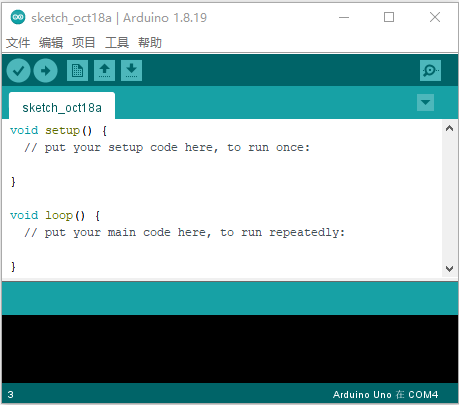 sketch_oct18a | Arduino 1.8.19
文件 编辑 项目 工具 帮助
sketch_oct18a
void setup() {
  // put your setup code here, to run once:
}
void loop() {
  // put your main code here, to run repeatedly:
}
3 Arduino Uno 在 COM4